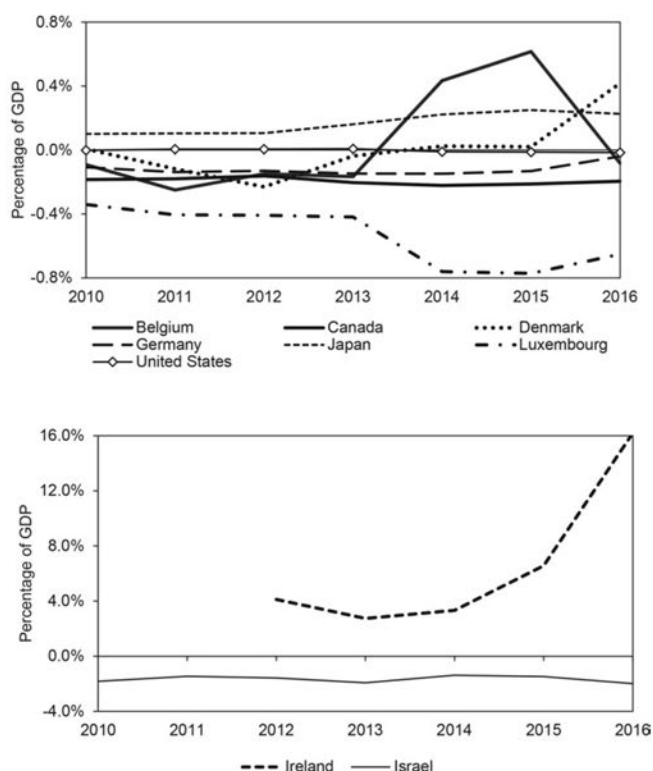 0.8%
0.4%
0.0%
-0.4%
-0.8%
Percentage of GDP
2010 2011 2012 2013 2014 2015 2016
Belgium Canada Denmark
Germany Japan Luxembourg
United States
16.0%
12.0%
8.0%
4.0%
0.0%
-4.0%
Percentage of GDP
2010 2011 2012 2013 2014 2015 2016
Ireland Israel